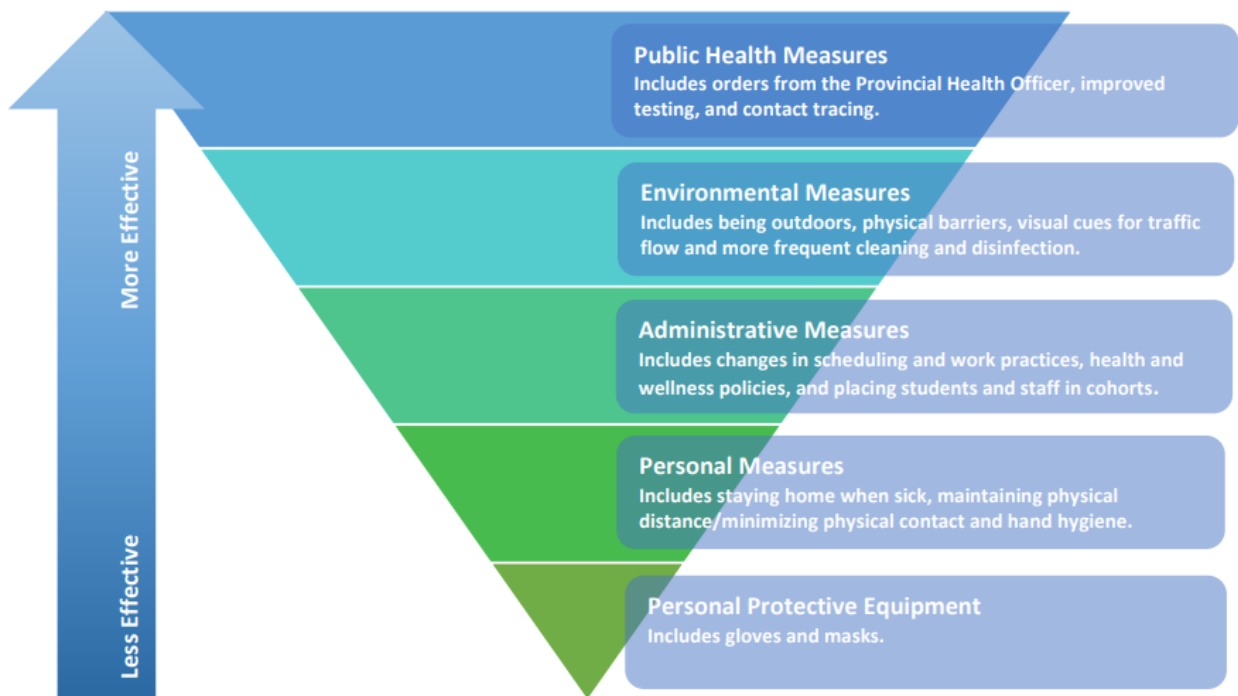 More Effective
Less Effective
Public Health Measures
Includes orders from the Provincial Health Officer, improved
testing, and contact tracing.
Environmental Measures
Includes being outdoors, physical barriers, visual cues for traffic
flow and more frequent cleaning and disinfection.
Administrative Measures
Includes changes in scheduling and work practices, health and
wellness policies, and placing students and staff in cohorts.
Personal Measures
Includes staying home when sick, maintaining physical
distance/minimizing physical contact and hand hygiene.
Personal Protective Equipment
Includes gloves and masks.